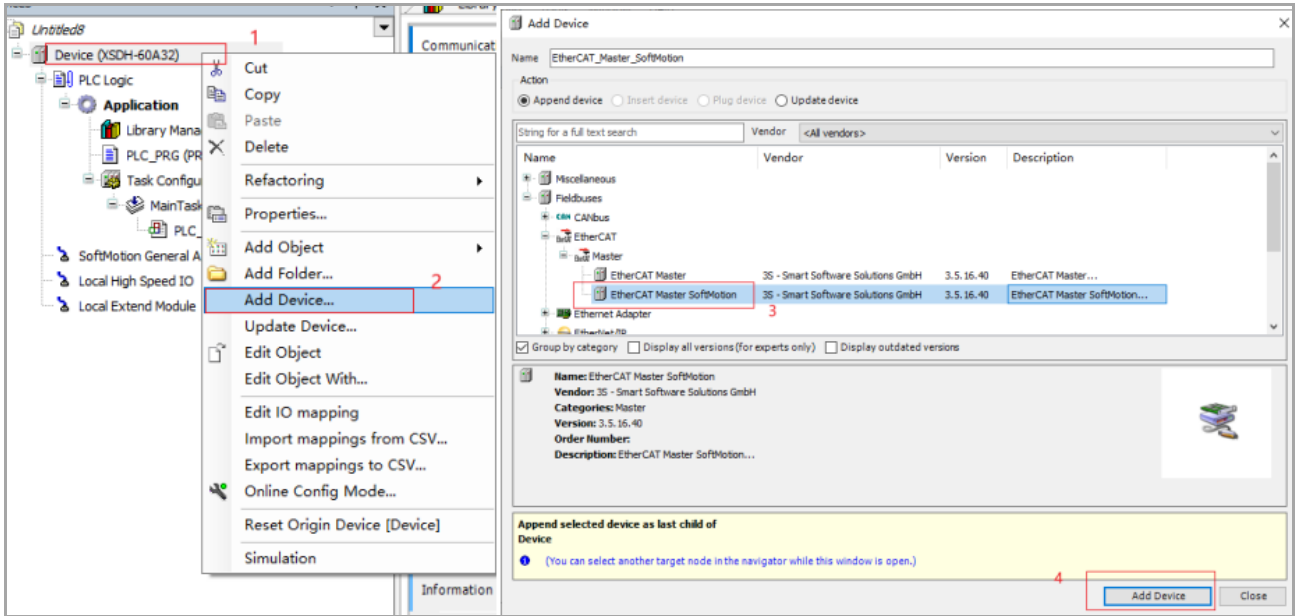 Untitled8
1
Device (XSDH-60A32)
PLC Logic
Application
Library Mana
PLC_PRG (PR
Task Configu
MainTask
PLC_
SoftMotion General A
Local High Speed IO
Local Extend Module
Cut
Copy
Paste
Delete
Refactoring
Properties...
Add Object
Add Folder...
2
Add Device...
Update Device...
Edit Object
Edit Object With...
Edit IO mapping
Import mappings from CSV...
Export mappings to CSV...
Online Config Mode...
Reset Origin Device [Device]
Simulation
Communicat
Information
Add Device
Name EtherCAT_Master_SoftMotion
Action
Append device Insert device Plug device Update device
String for a full text search Vendor <All vendors>
Name Vendor Version Description
Miscellaneous
Fieldbuses
CAN CANbus
EtherCAT
Master
EtherCAT Master 3S - Smart Software Solutions GmbH 3.5.16.40 EtherCAT Master...
EtherCAT Master SoftMotion 3S - Smart Software Solutions GmbH 3.5.16.40 EtherCAT Master SoftMotion...
3
Ethernet Adapter
EtherNet/IP
Group by category Display all versions (for experts only) Display outdated versions
Name: EtherCAT Master SoftMotion
Vendor: 3S - Smart Software Solutions GmbH
Categories: Master
Version: 3.5.16.40
Order Number:
Description: EtherCAT Master SoftMotion...
Append selected device as last child of
Device
(You can select another target node in the navigator while this window is open.)
4
Add Device Close